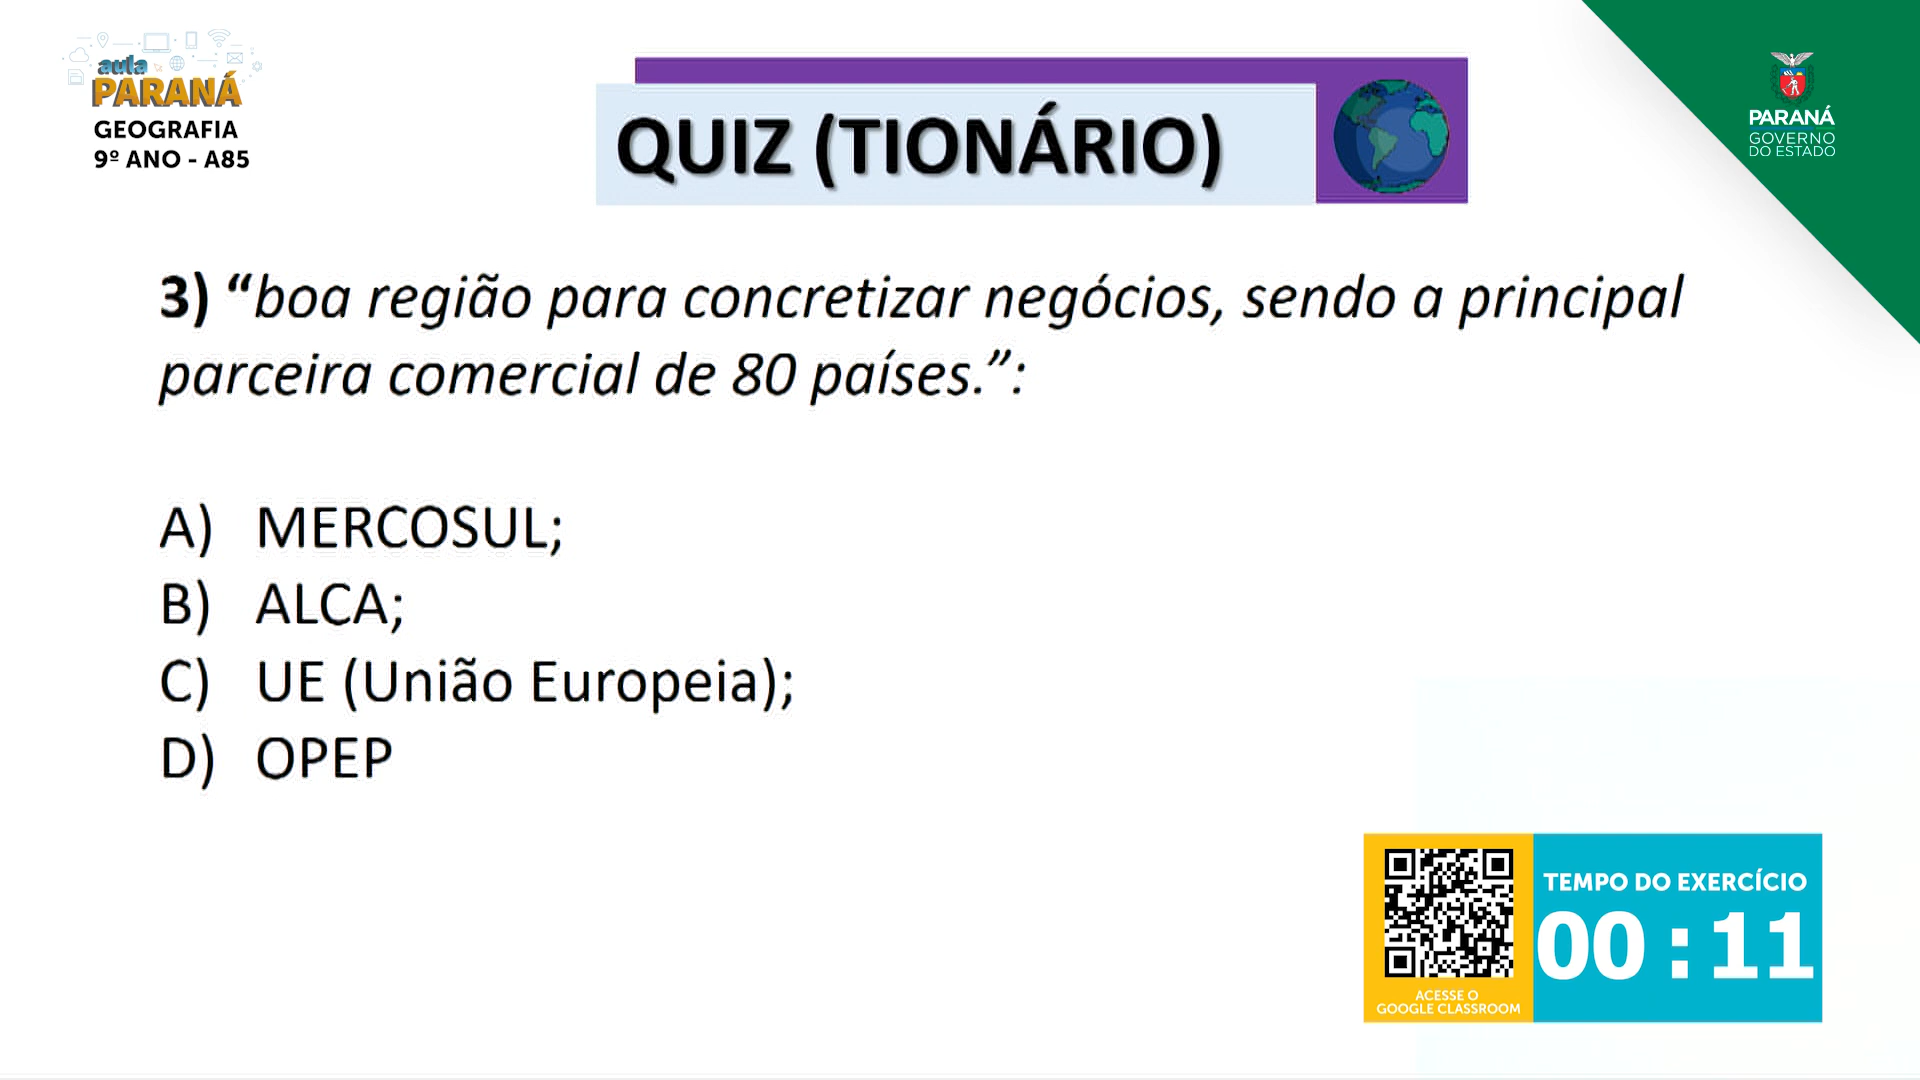 aula
PARANÁ
GEOGRAFIA
9º ANO - A85
QUIZ (TIONÁRIO)
PARANÁ
GOVERNO
DO ESTADO
3) “boa região para concretizar negócios, sendo a principal
parceira comercial de 80 países.”:
A) MERCOSUL;
B) ALCA;
C) UE (União Europeia);
D) OPEP
TEMPO DO EXERCÍCIO
00 : 11
ACESSE O
GOOGLE CLASSROOM